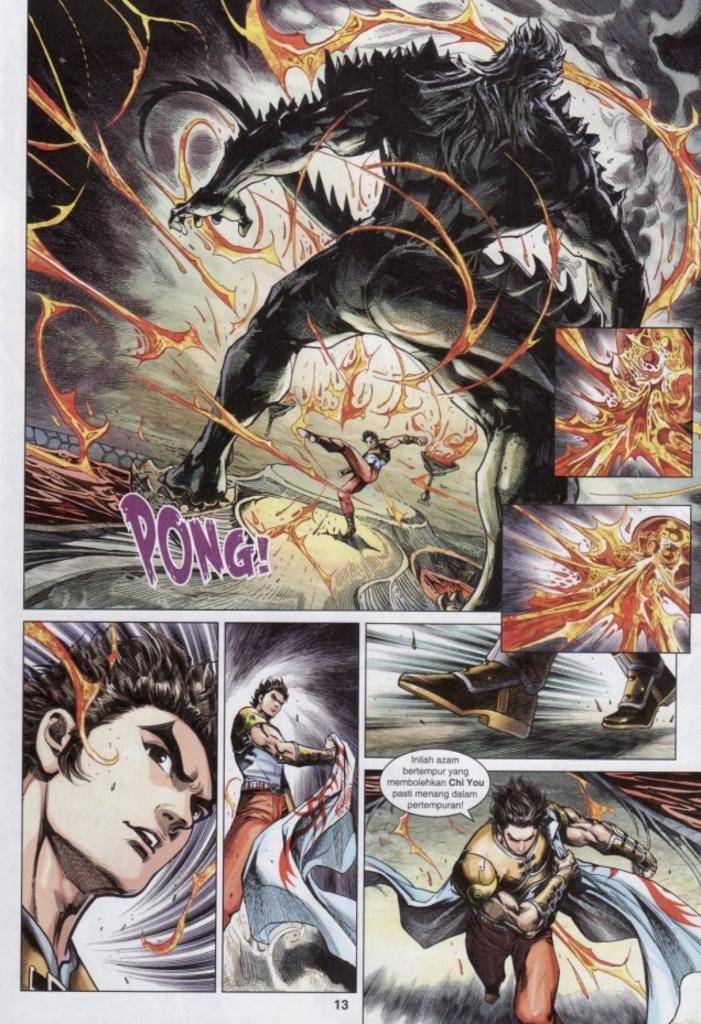 PONG!
Inilah azam
bertempur yang
membolehkan Chi You
pasti menang dalam
pertempuran!
13